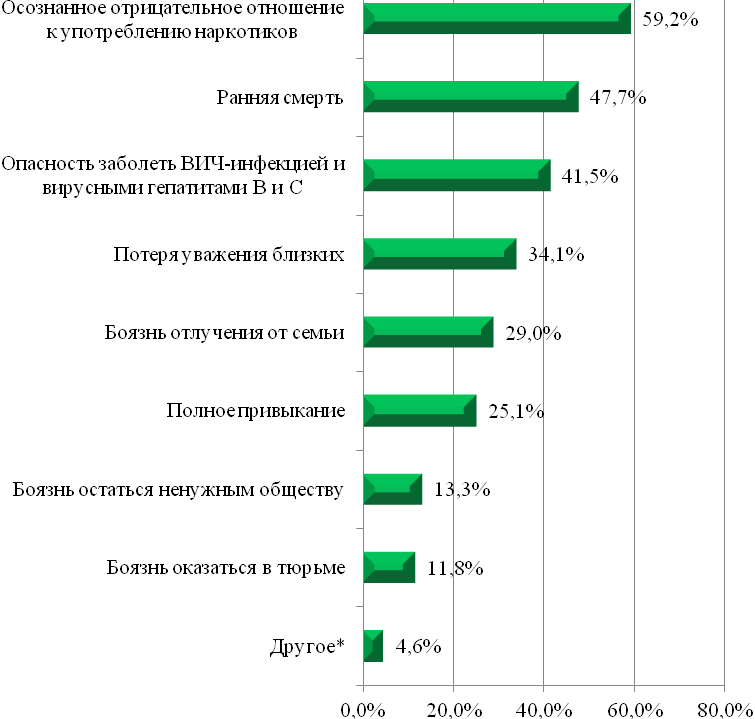 Осознанное отрицательное отношение
к употреблению наркотиков
59,2%
Ранняя смерть
47,7%
Опасность заболеть ВИЧ-инфекцией и
вирусными гепатитами В и С
41,5%
Потеря уважения близких
34,1%
Боязнь отлучения от семьи
29,0%
Полное привыкание
25,1%
Боязнь остаться ненужным обществу
13,3%
Боязнь оказаться в тюрьме
11,8%
Другое*
4,6%
0,0% 20,0% 40,0% 60,0% 80,0%